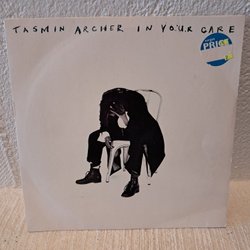 TASMIN ARCHER IN YOUR CARE
PRICE